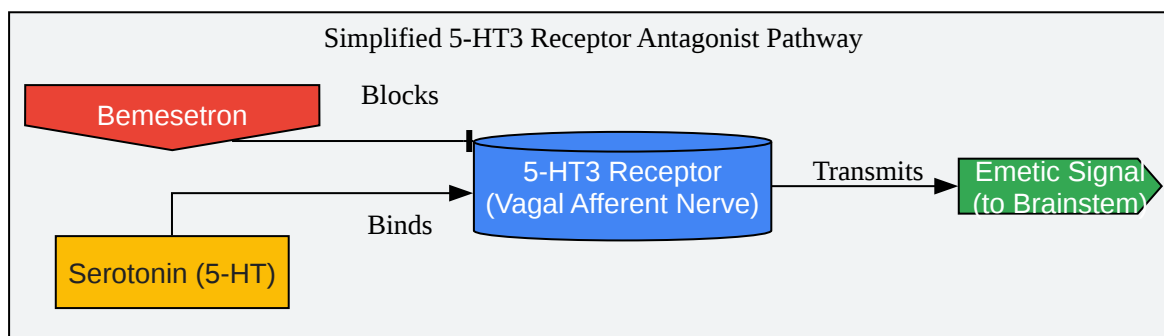 Simplified 5-HT3 Receptor Antagonist Pathway
Bemesetron
Blocks
5-HT3 Receptor
(Vagal Afferent Nerve)
Transmits
Emetic Signal
(to Brainstem)
Binds
Serotonin (5-HT)